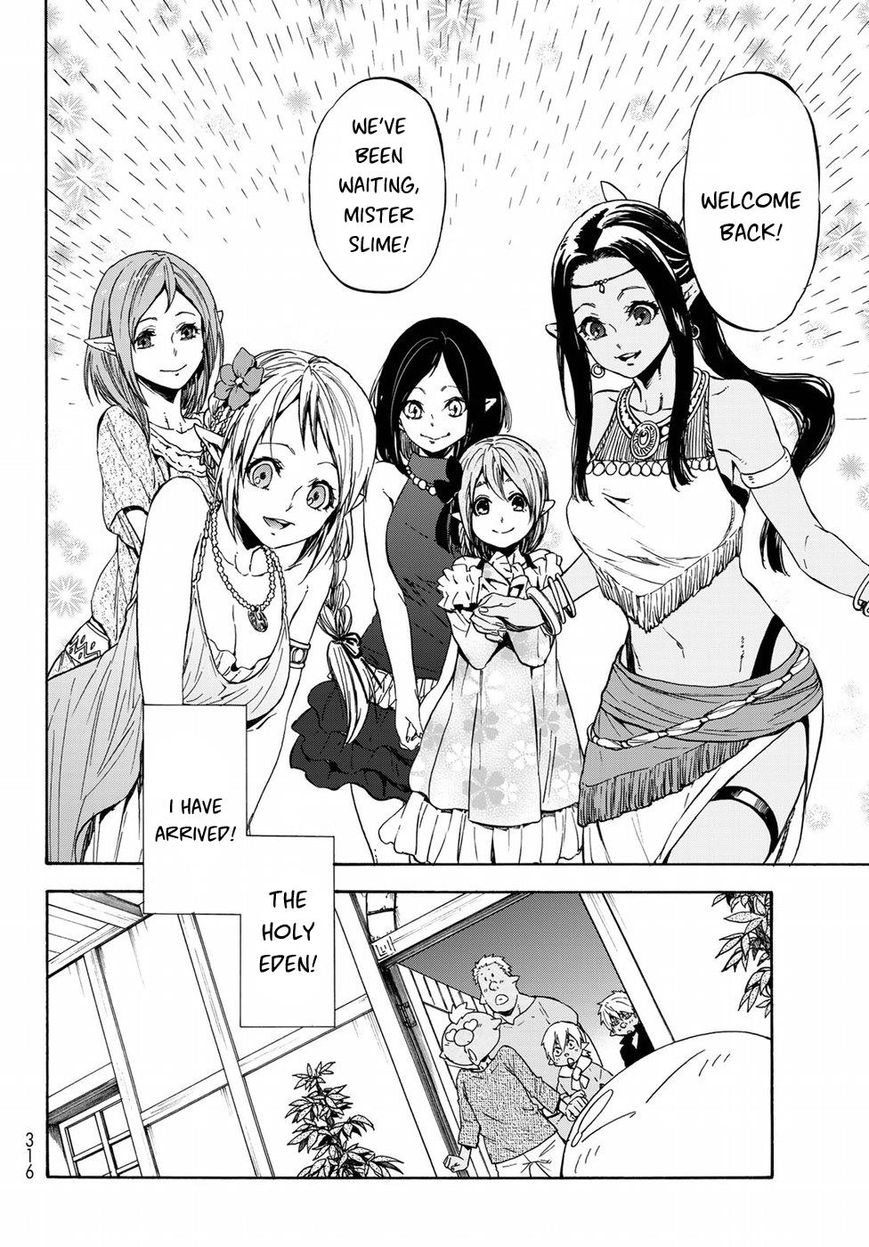 WELCOME
BACK!
WE'VE
BEEN
WAITING,
MISTER
SLIME!
I HAVE
ARRIVED!
THE
HOLY
EDEN!
316